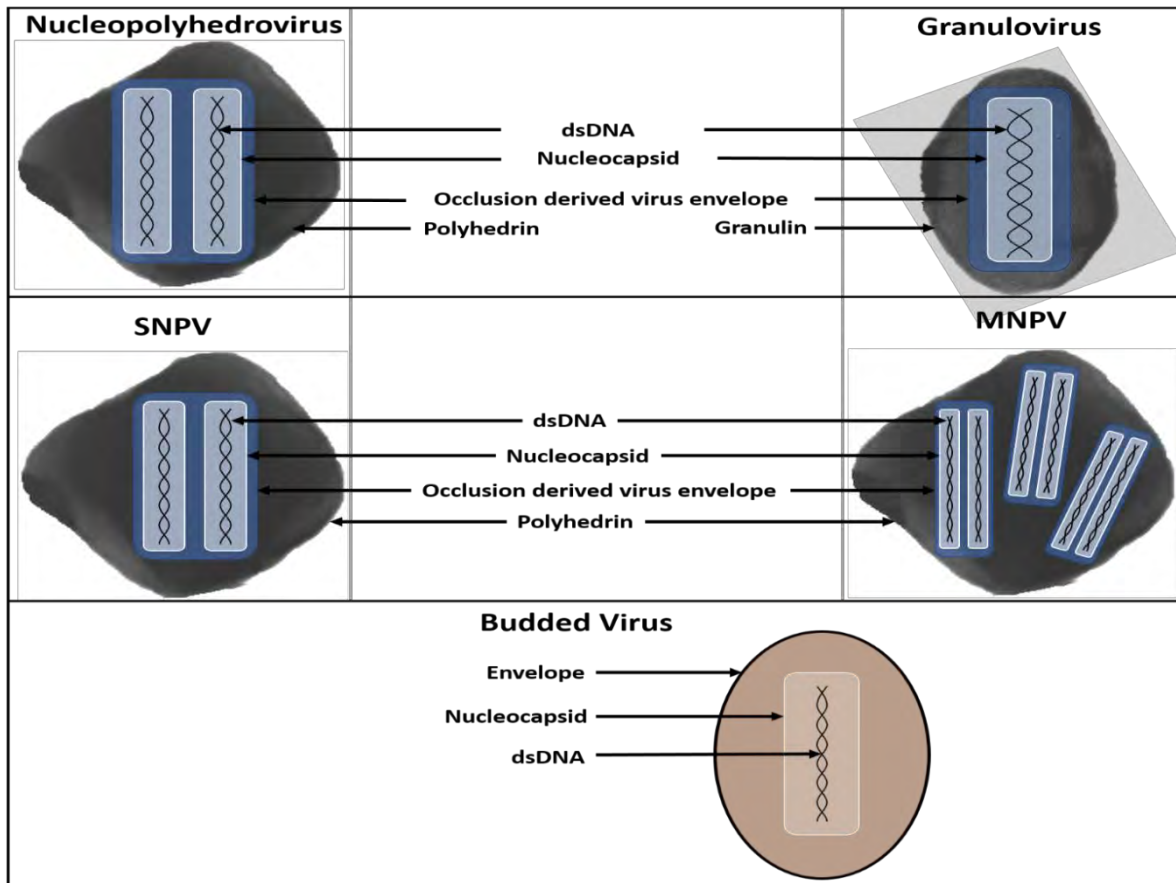 Nucleopolyhedrovirus
Granulovirus
dsDNA
Nucleocapsid
Occlusion derived virus envelope
Polyhedrin
Granulin
SNPV
MNPV
dsDNA
Nucleocapsid
Occlusion derived virus envelope
Polyhedrin
Budded Virus
Envelope
Nucleocapsid
dsDNA